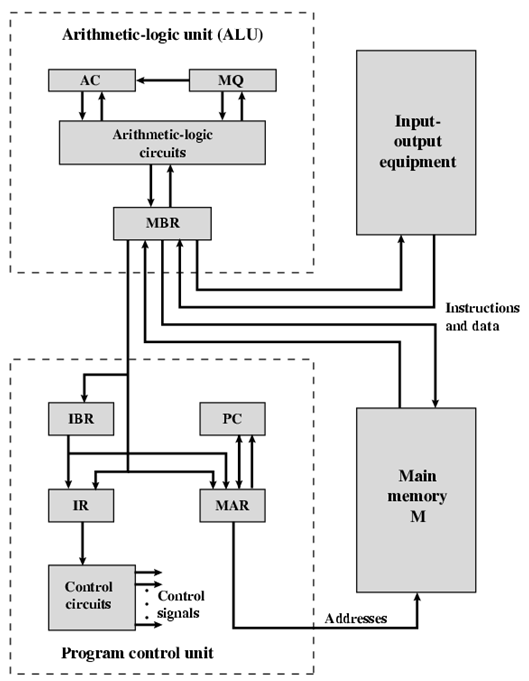 Arithmetic-logic unit (ALU)
AC
MQ
Arithmetic-logic
circuits
MBR
Input-
output
equipment
Instructions
and data
IBR
PC
IR
MAR
Main
memory
M
Control
circuits
Control
signals
Addresses
Program control unit